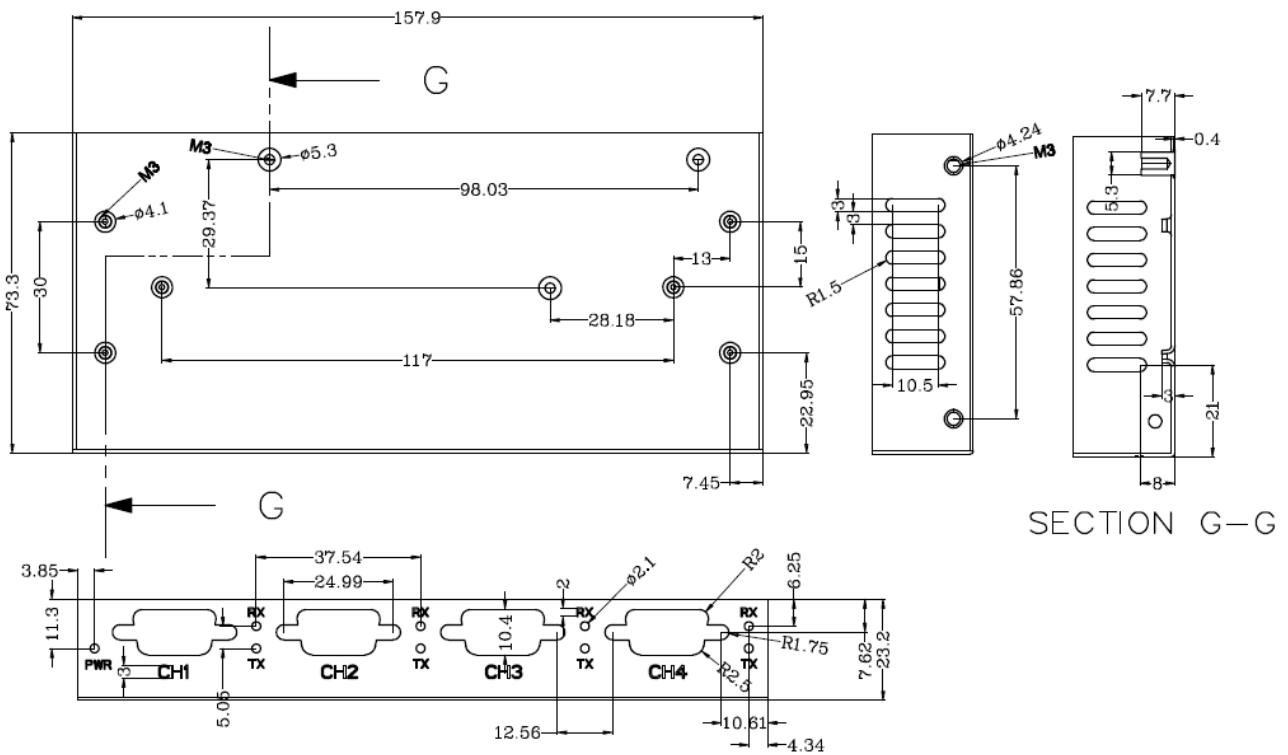 157.9
G
7.7
0.4
M3
ø5.3
ø4.24
M3
M3
98.03
5.3
ø4.1
29.37
3
3
13
15
73.3
30
R1.5
57.86
28.18
117
22.95
10.5
3
21
7.45
8
G
SECTION G-G
3.85
37.54
24.99
2
ø2.1
R2
6.25
11.3
RX
RX
10.4
RX
RX
R1.75
PWR
3
CH1
TX
CH2
TX
CH3
TX
CH4
R2.5
TX
7.62
23.2
5.05
12.56
10.61
4.34